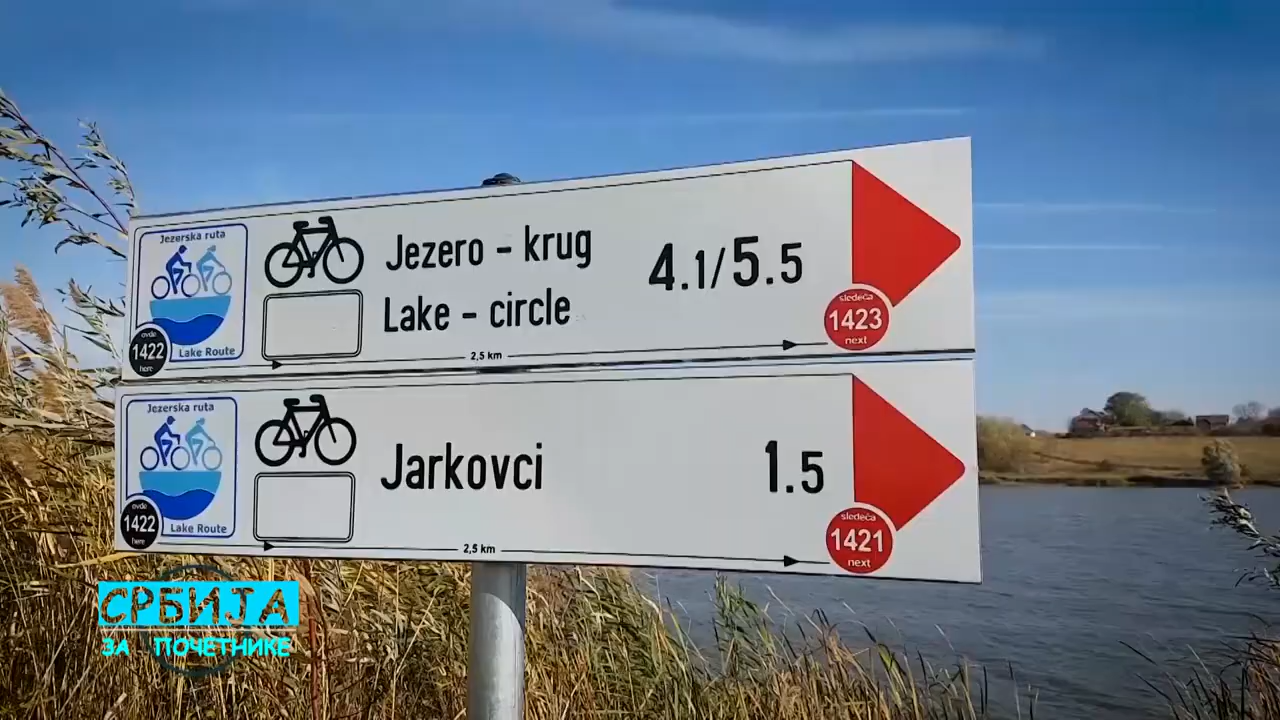 Jezerska ruta
Jezero - krug
4.1/5.5
Lake - circle
sledeća
1423
next
ovde
1422
here
Lake Route
2,5 km
Jezerska ruta
Jarkovci
1.5
sledeća
1421
next
ovde
1422
here
Lake Route
2,5 km
СРБИЈА
ЗА ПОЧЕТНИКЕ